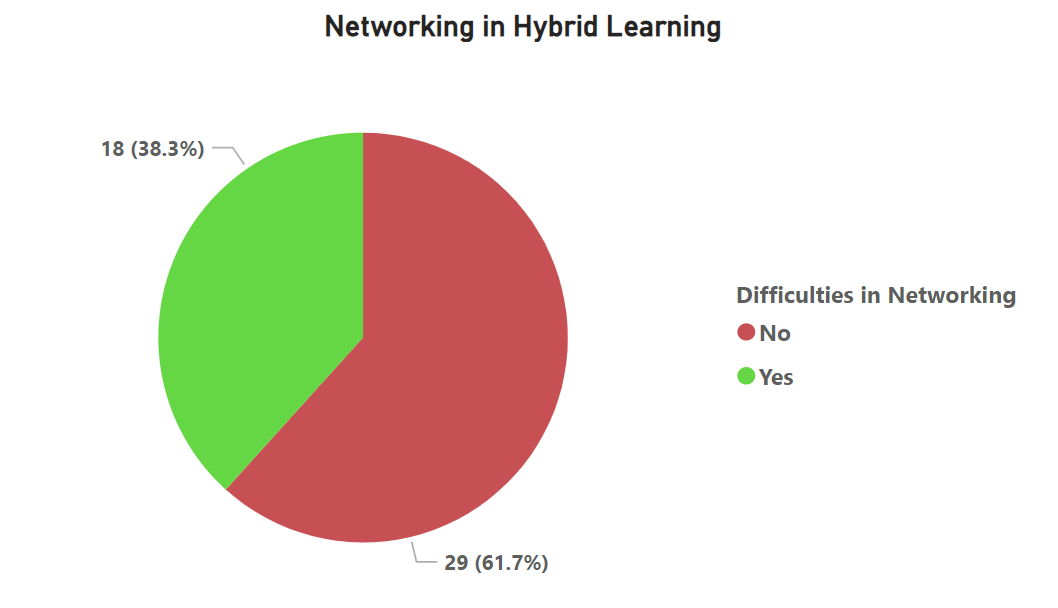 Networking in Hybrid Learning
18 (38.3%)
Difficulties in Networking
No
Yes
29 (61.7%)